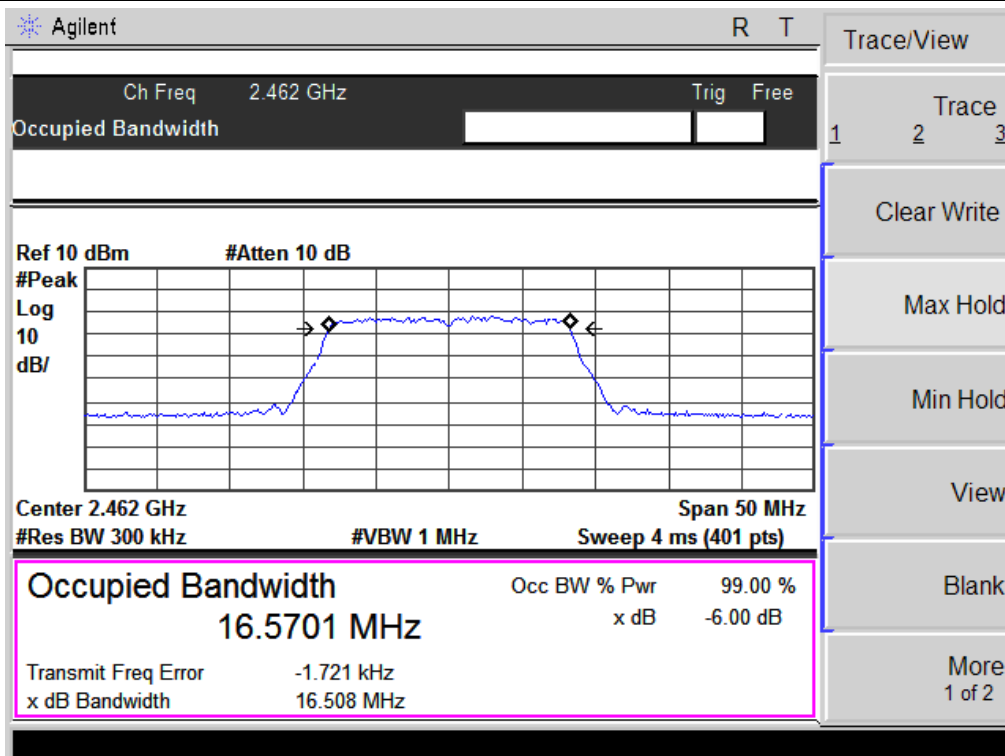 Agilent R T
Trace/View
Ch Freq 2.462 GHz Trig Free
Occupied Bandwidth
Trace
1 2 3
Clear Write
Ref 10 dBm #Atten 10 dB
#Peak
Log
10
dB/
Max Hold
Min Hold
Center 2.462 GHz Span 50 MHz
#Res BW 300 kHz #VBW 1 MHz Sweep 4 ms (401 pts)
View
Occupied Bandwidth Occ BW % Pwr 99.00 %
16.5701 MHz x dB -6.00 dB
Blank
Transmit Freq Error -1.721 kHz
x dB Bandwidth 16.508 MHz
More
1 of 2